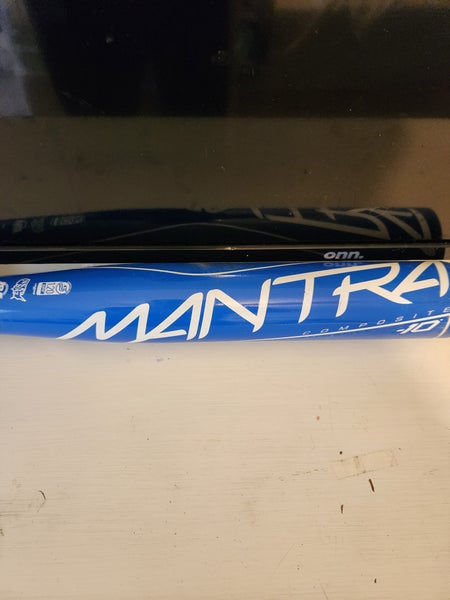 onn.
MANTRA
COMPOSITE
-10